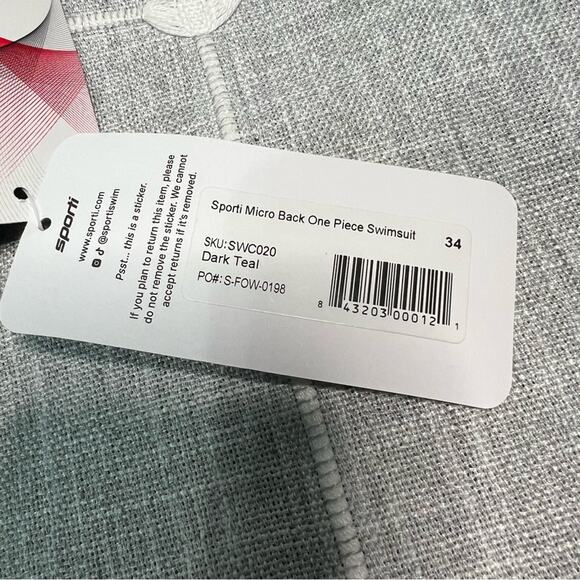 sporti
www.sporti.com
@sportiswim
Psst... this is a sticker.
If you plan to return this item, please
do not remove the sticker. We cannot
accept returns if it's removed.
Sporti Micro Back One Piece Swimsuit
34
SKU: SWC020
Dark Teal
PO#: S-FOW-0198
8 43203 00012 1